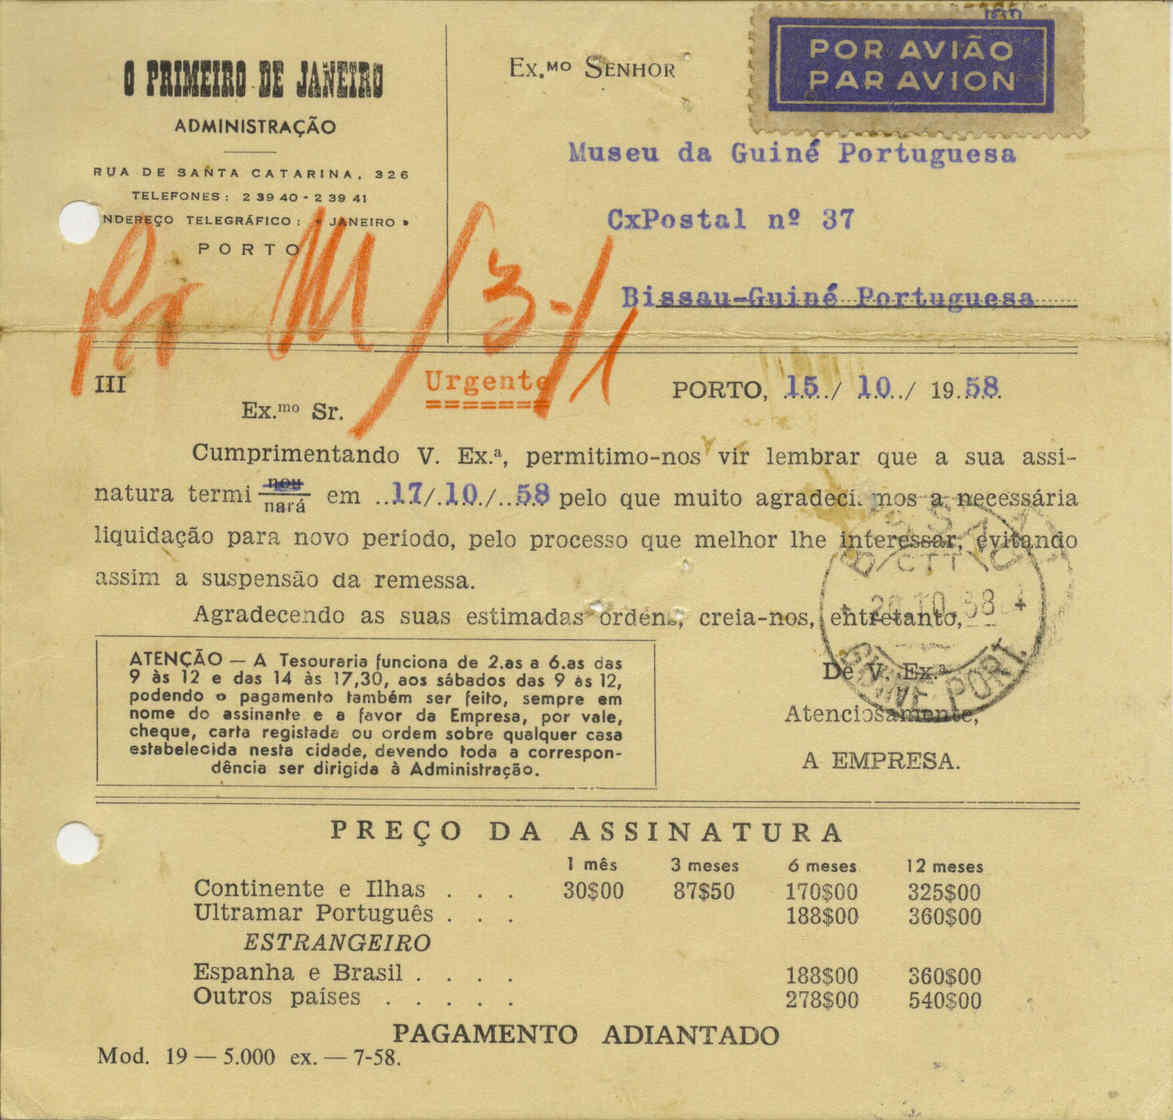 O PRIMEIRO DE JANEIRO
ADMINISTRAÇÃO
RUA DE SANTA CATARINA, 326
TELEFONES: 2 39 40 - 2 39 41
NDEREÇO TELEGRÁFICO: « JANEIRO »
PORTO
EX.MO SENHOR
POR AVIÃO
PAR AVION
Museu da Guiné Portuguesa
CxPostal nº 37
Bissau-Guiné Portuguesa
III
Urgente
PORTO, 15 / 10 / 1958
Ex.mo Sr.
Cumprimentando V. Ex.ª, permitimo-nos vir lembrar que a sua assi-
natura termi nou
nará em 17/10/58 pelo que muito agradeci mos a necessária
liquidação para novo período, pelo processo que melhor lhe interessar, evitando
assim a suspensão da remessa.
Agradecendo as suas estimadas ordens, creia-nos, entretanto,
De V. Ex.ª
Atenciosamente,
A EMPRESA.
CTT
20.10.58
GUINE PORT.
ATENÇÃO — A Tesouraria funciona de 2.as a 6.as das
9 às 12 e das 14 às 17,30, aos sábados das 9 às 12,
podendo o pagamento também ser feito, sempre em
nome do assinante e a favor da Empresa, por vale,
cheque, carta registada ou ordem sobre qualquer casa
estabelecida nesta cidade, devendo toda a correspon-
dência ser dirigida à Administração.
PREÇO DA ASSINATURA
1 mês 3 meses 6 meses 12 meses
Continente e Ilhas . . . 30$00 87$50 170$00 325$00
Ultramar Português . . . 188$00 360$00
ESTRANGEIRO
Espanha e Brasil . . . . 188$00 360$00
Outros países . . . . . 278$00 540$00
PAGAMENTO ADIANTADO
Mod. 19 — 5.000 ex. — 7-58.